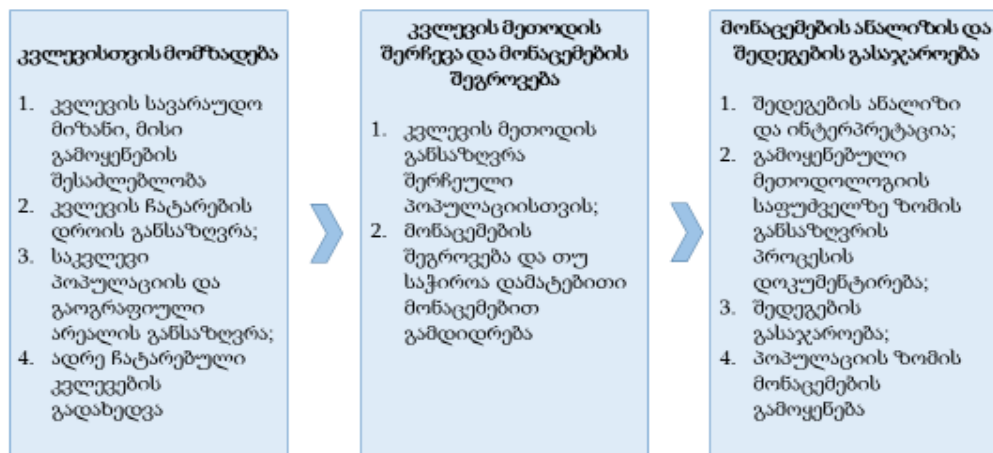 კვლევისთვის მომზადება
1. კვლევის სავარაუდო
მიზანი, მისი
გამოყენების
შესაძლებლობა
2. კვლევის ჩატარების
დროის განსაზღვრა;
3. საკვლევი
პოპულაციის და
გაოგრაფიული
არეალის განსაზღვრა;
4. ადრე ჩატარებული
კვლევების
გადახედვა
კვლევის მეთოდის
შერჩევა და მონაცემების
შეგროვება
1. კვლევის მეთოდის
განსაზღვრა
შერჩეული
პოპულაციისთვის;
2. მონაცემების
შეგროვება და თუ
საჭიროა დამატებითი
მონაცემებით
გამდიდრება
მონაცემების ანალიზის და
შედეგების გასაჯაროება
1. შედეგების ანალიზი
და ინტერპრეტაცია;
2. გამოყენებული
მეთოდოლოგიის
საფუძველზე ზომის
განსაზღვრის
პროცესის
დოკუმენტირება;
3. შედეგების
გასაჯაროება;
4. პოპულაციის ზომის
მონაცემების
გამოყენება